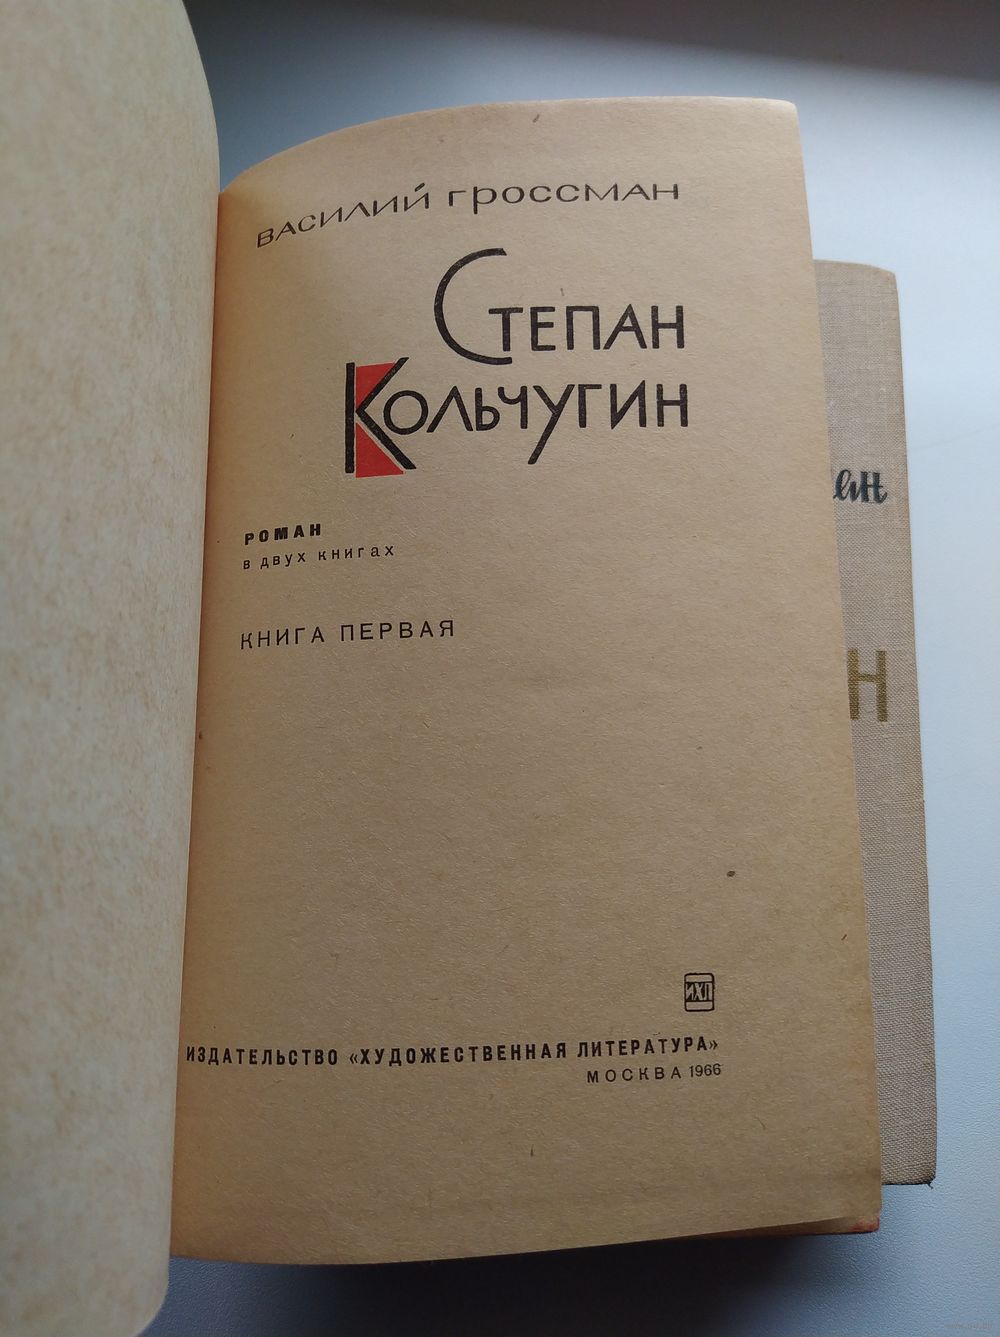 Василий Гроссман
Степан
Кольчугин
РОМАН
в двух книгах
КНИГА ПЕРВАЯ
ИХЛ
ИЗДАТЕЛЬСТВО «ХУДОЖЕСТВЕННАЯ ЛИТЕРАТУРА»
МОСКВА 1966